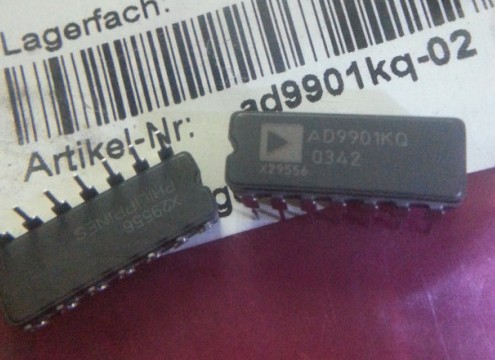 Lagerfach:
Artikel-Nr:
ad9901kq-02
AD9901KQ
0342
X29556
X29556
PHILIPPINES